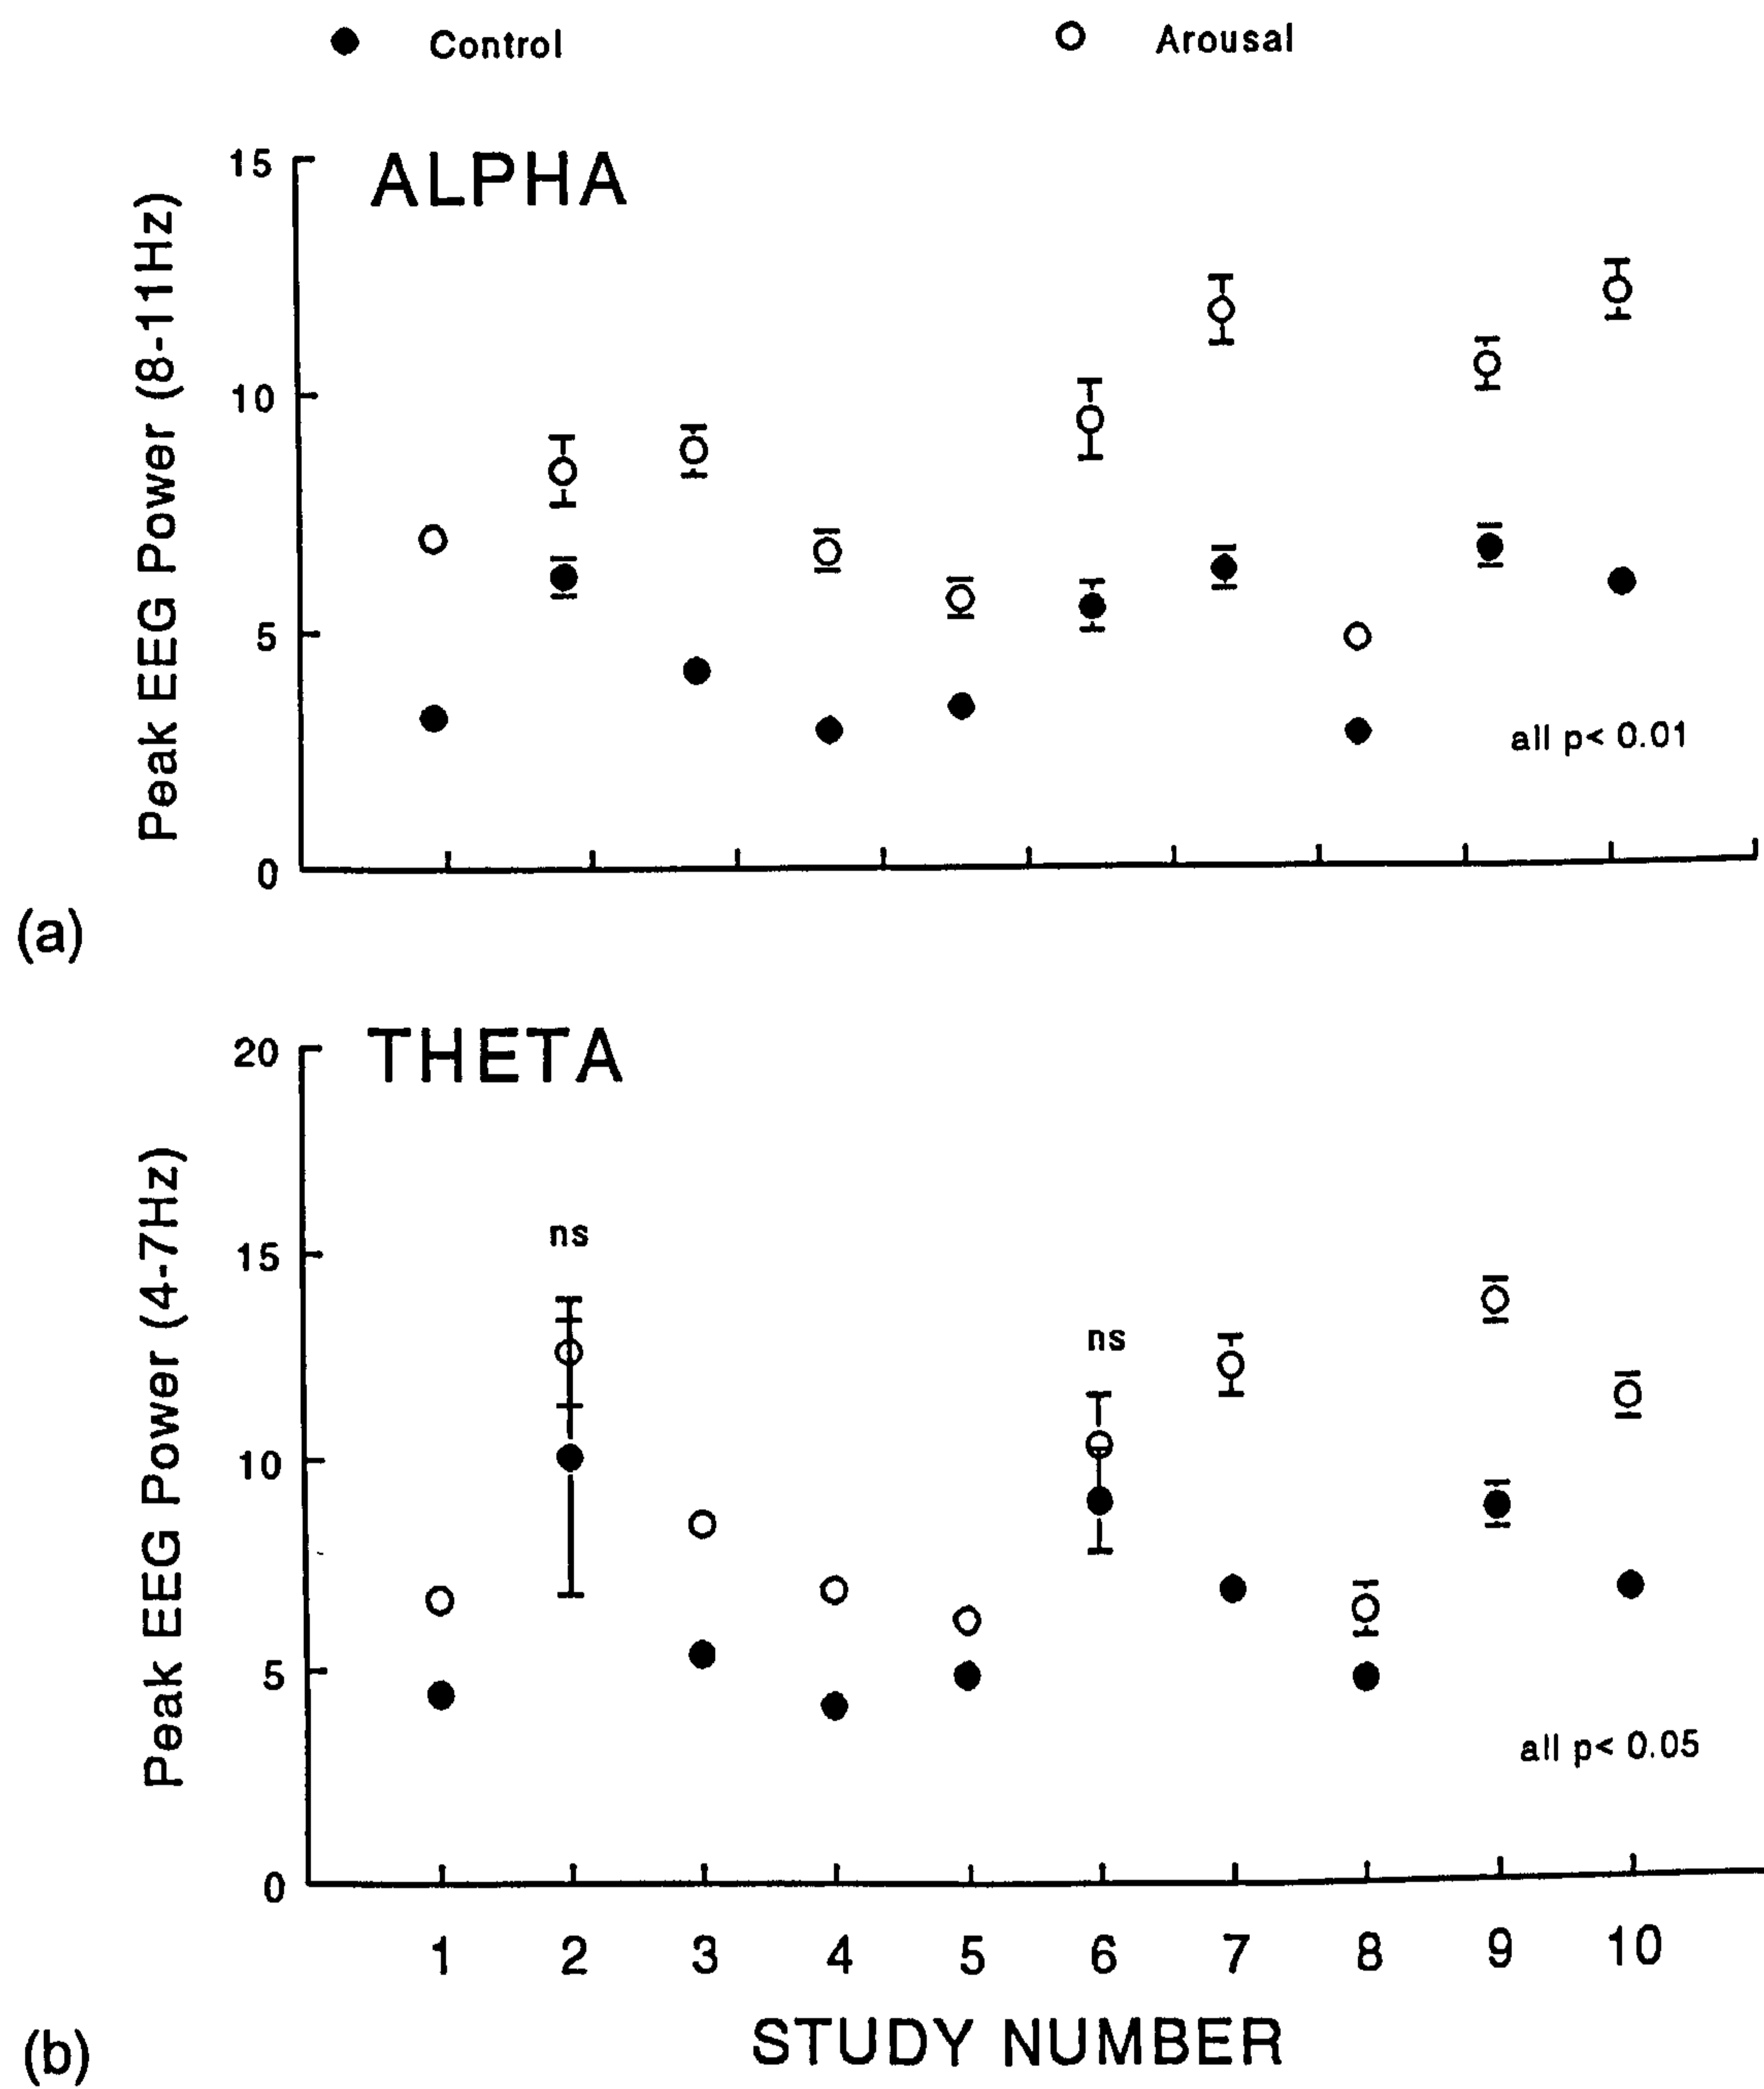 Control
Arousal
ALPHA
Peak EEG Power (8-11Hz)
15
10
5
0
all p< 0.01
(a)
THETA
Peak EEG Power (4-7Hz)
20
15
10
5
0
ns
ns
all p< 0.05
1 2 3 4 5 6 7 8 9 10
STUDY NUMBER
(b)